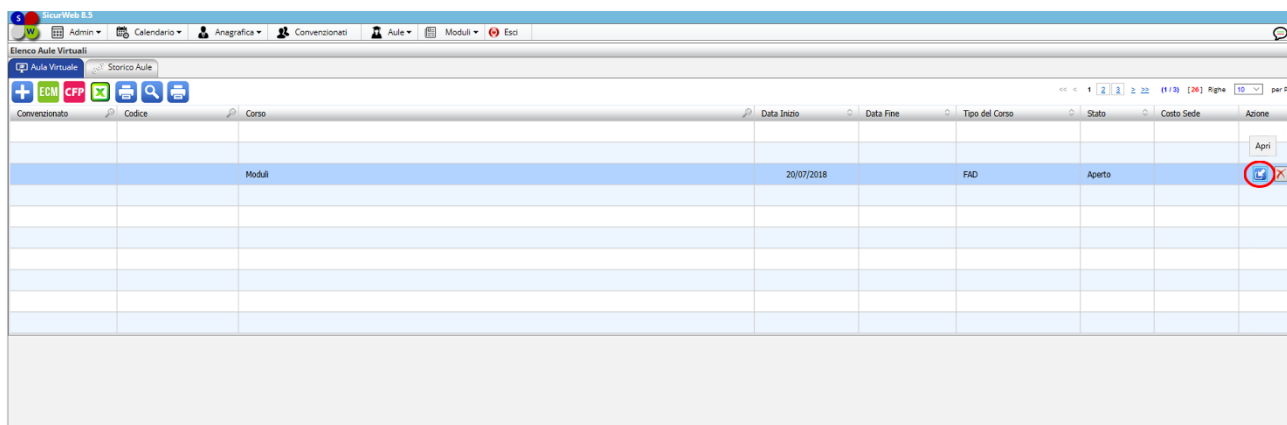 S W SicurWeb 8.5
Admin Calendario Anagrafica Convenzionati Aule Moduli Esci
Elenco Aule Virtuali
Aula Virtuale Storico Aule
ECM CFP << < 1 2 3 > >> (1 / 3) [26] Righe 10 per P
Convenzionato Codice Corso Data Inizio Data Fine Tipo del Corso Stato Costo Sede Azione
Apri
Moduli 20/07/2018 FAD Aperto